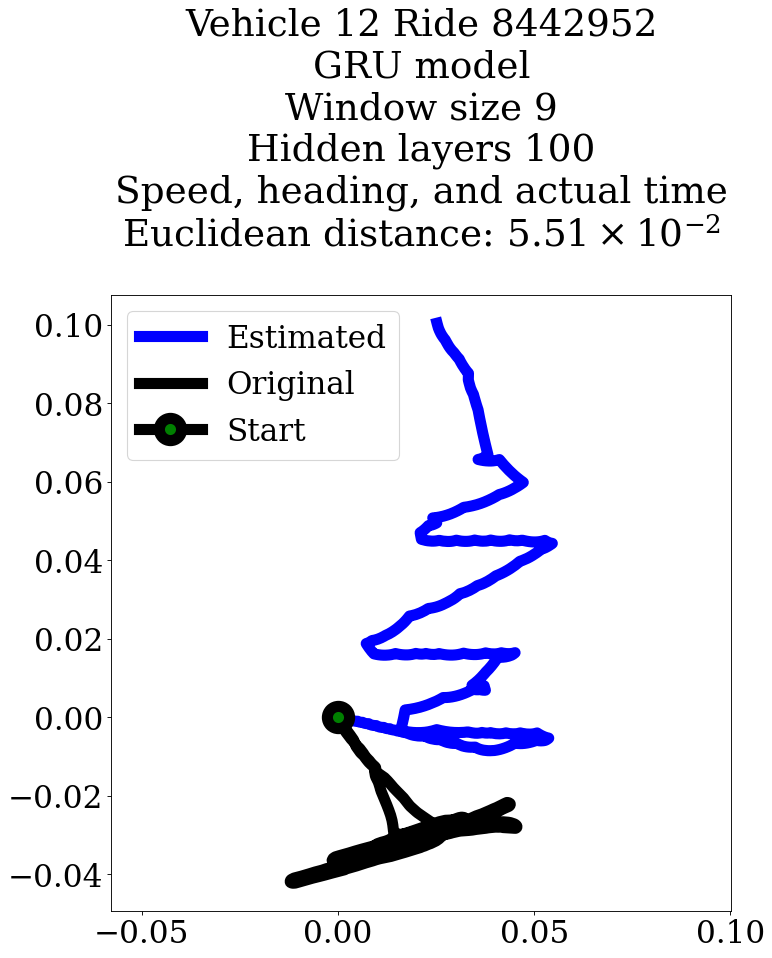 Vehicle 12 Ride 8442952
GRU model
Window size 9
Hidden layers 100
Speed, heading, and actual time
Euclidean distance: 5.51 × 10⁻²
Estimated
Original
Start
0.10
0.08
0.06
0.04
0.02
0.00
−0.02
−0.04
−0.05 0.00 0.05 0.10